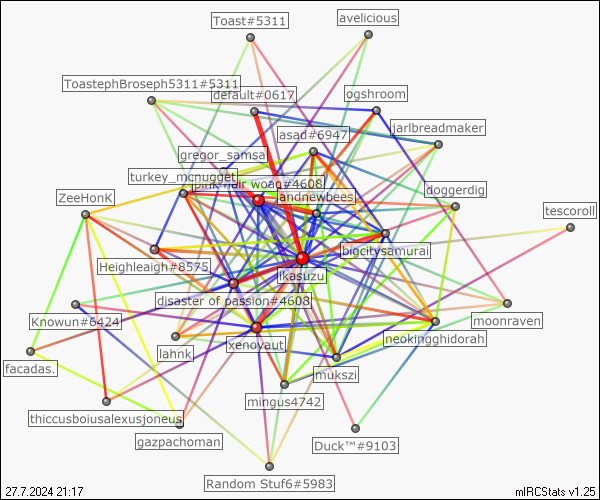 Toast#5311
avelicious
ToastephBroseph5311#5311
default#0617
ogshroom
asad#6947
jarlbreadmaker
gregor_samsa
turkey_mcnugget
pink hair woag#4608
andnewbees
doggerdig
ZeeHonK
tescoroll
bigcitysamurai
Heighleaigh#8575
ikasuzu
disaster of passion#4608
Knowun#6424
moonraven
neokingghidorah
xenovaut
lahnk
facadas.
mukszi
mingus4742
thiccusboiusalexusjoneus
gazpachoman
Duck™#9103
Random Stuf6#5983
27.7.2024 21:17
mIRCStats v1.25